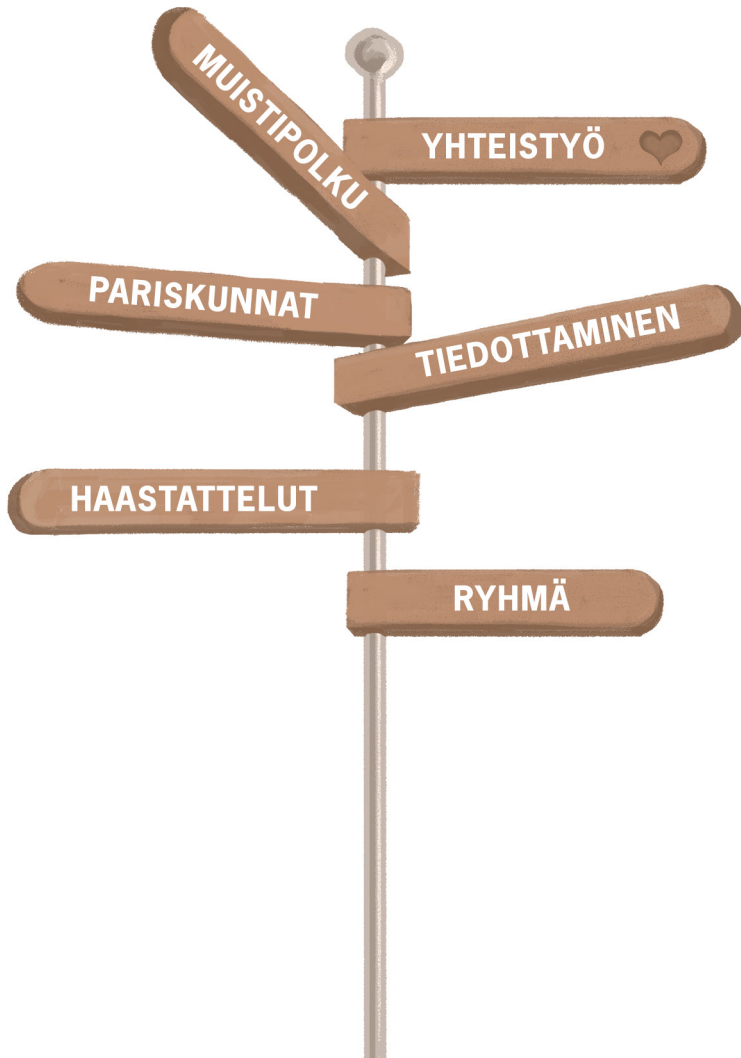 MUISTIPOLKU
YHTEISTYÖ
PARISKUNNAT
TIEDOTTAMINEN
HAASTATTELUT
RYHMÄ